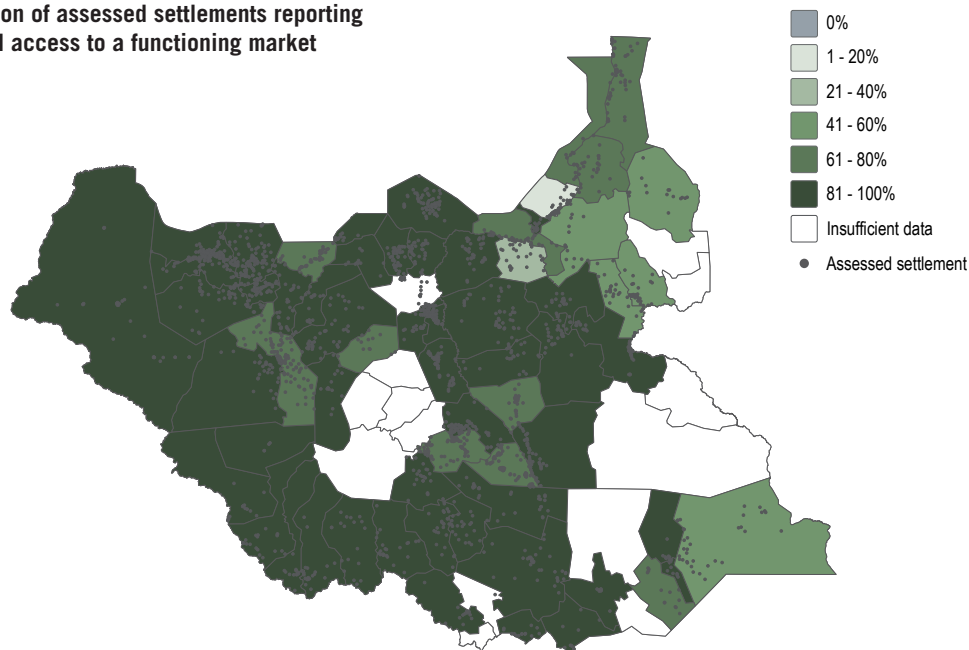 of assessed settlements reporting
access to a functioning market
0%
1 - 20%
21 - 40%
41 - 60%
61 - 80%
81 - 100%
Insufficient data
Assessed settlement